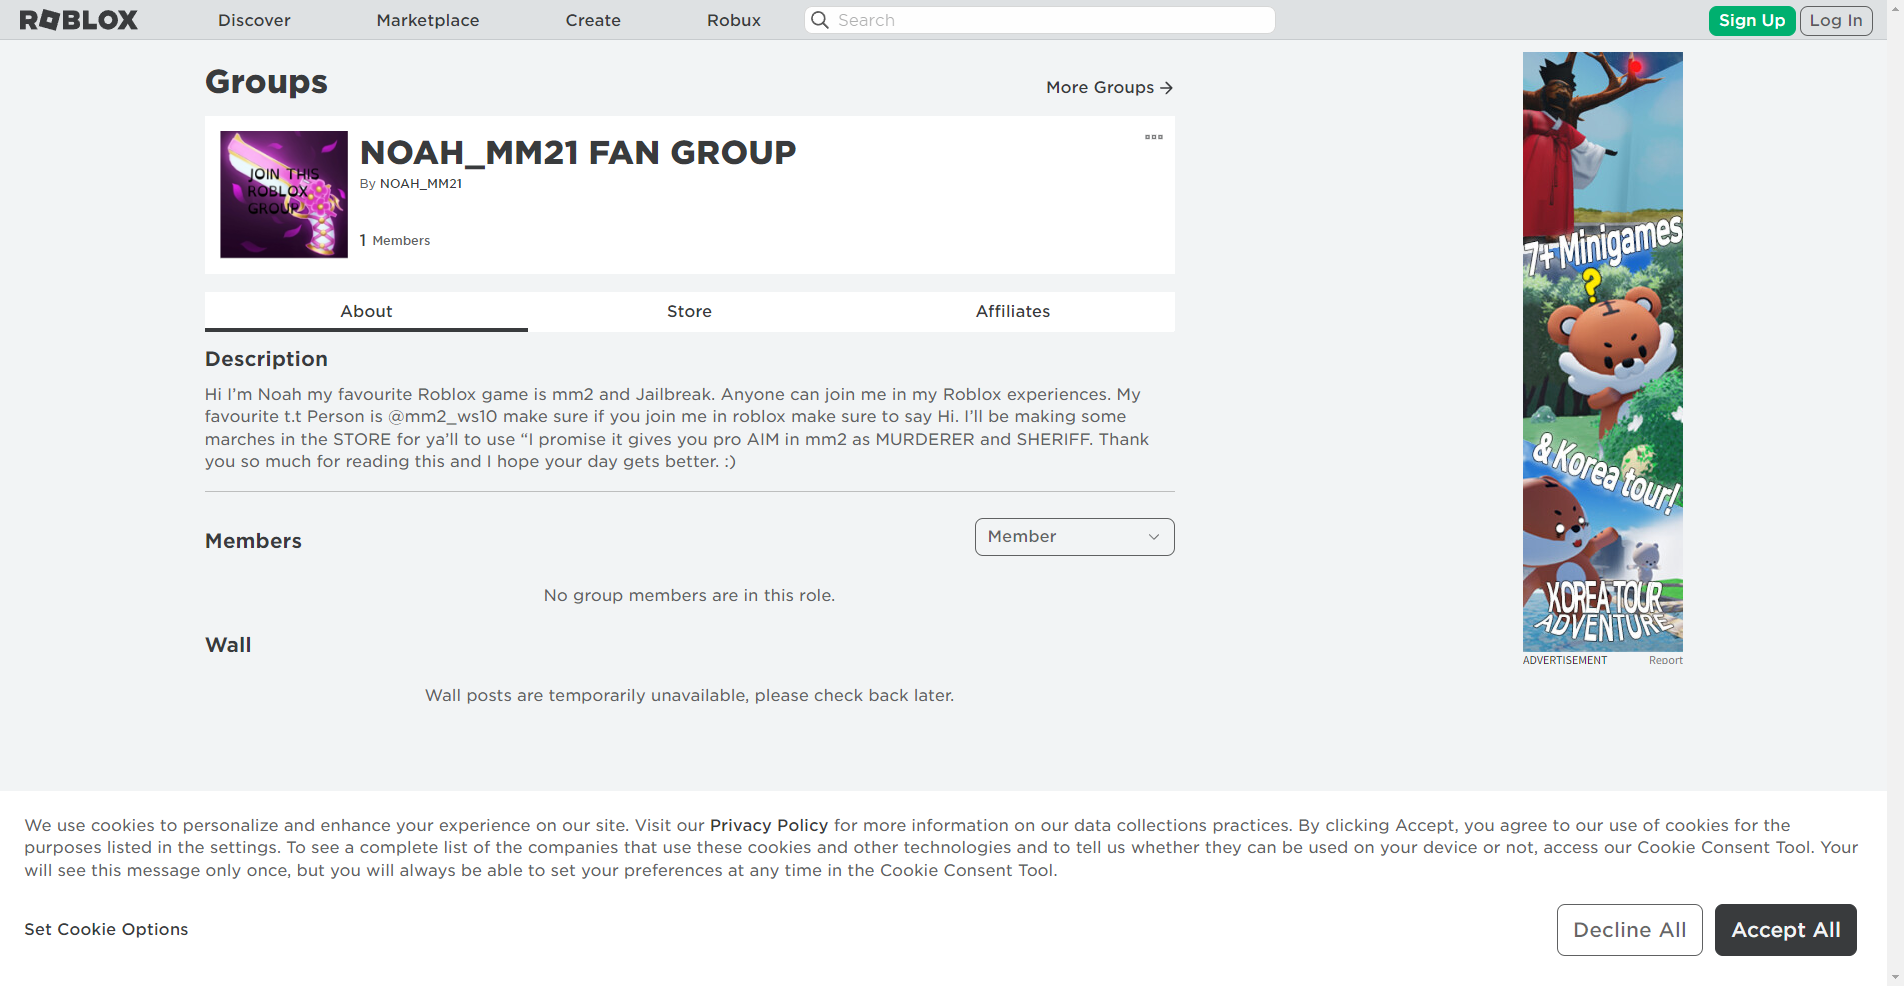 ROBLOX
Discover
Marketplace
Create
Robux
Search
Sign Up
Log In
Groups
More Groups →
JOIN THIS
ROBLOX
GROUP
NOAH_MM21 FAN GROUP
By NOAH_MM21
1 Members
About
Store
Affiliates
Description
Hi I’m Noah my favourite Roblox game is mm2 and Jailbreak. Anyone can join me in my Roblox experiences. My
favourite t.t Person is @mm2_ws10 make sure if you join me in roblox make sure to say Hi. I’ll be making some
marches in the STORE for ya’ll to use “I promise it gives you pro AIM in mm2 as MURDERER and SHERIFF. Thank
you so much for reading this and I hope your day gets better. :)
Members
Member
No group members are in this role.
Wall
Wall posts are temporarily unavailable, please check back later.
7+ Minigames
?
& Korea tour!
KOREA TOUR
ADVENTURE
ADVERTISEMENT
Report
We use cookies to personalize and enhance your experience on our site. Visit our Privacy Policy for more information on our data collections practices. By clicking Accept, you agree to our use of cookies for the
purposes listed in the settings. To see a complete list of the companies that use these cookies and other technologies and to tell us whether they can be used on your device or not, access our Cookie Consent Tool. Your
will see this message only once, but you will always be able to set your preferences at any time in the Cookie Consent Tool.
Set Cookie Options
Decline All
Accept All